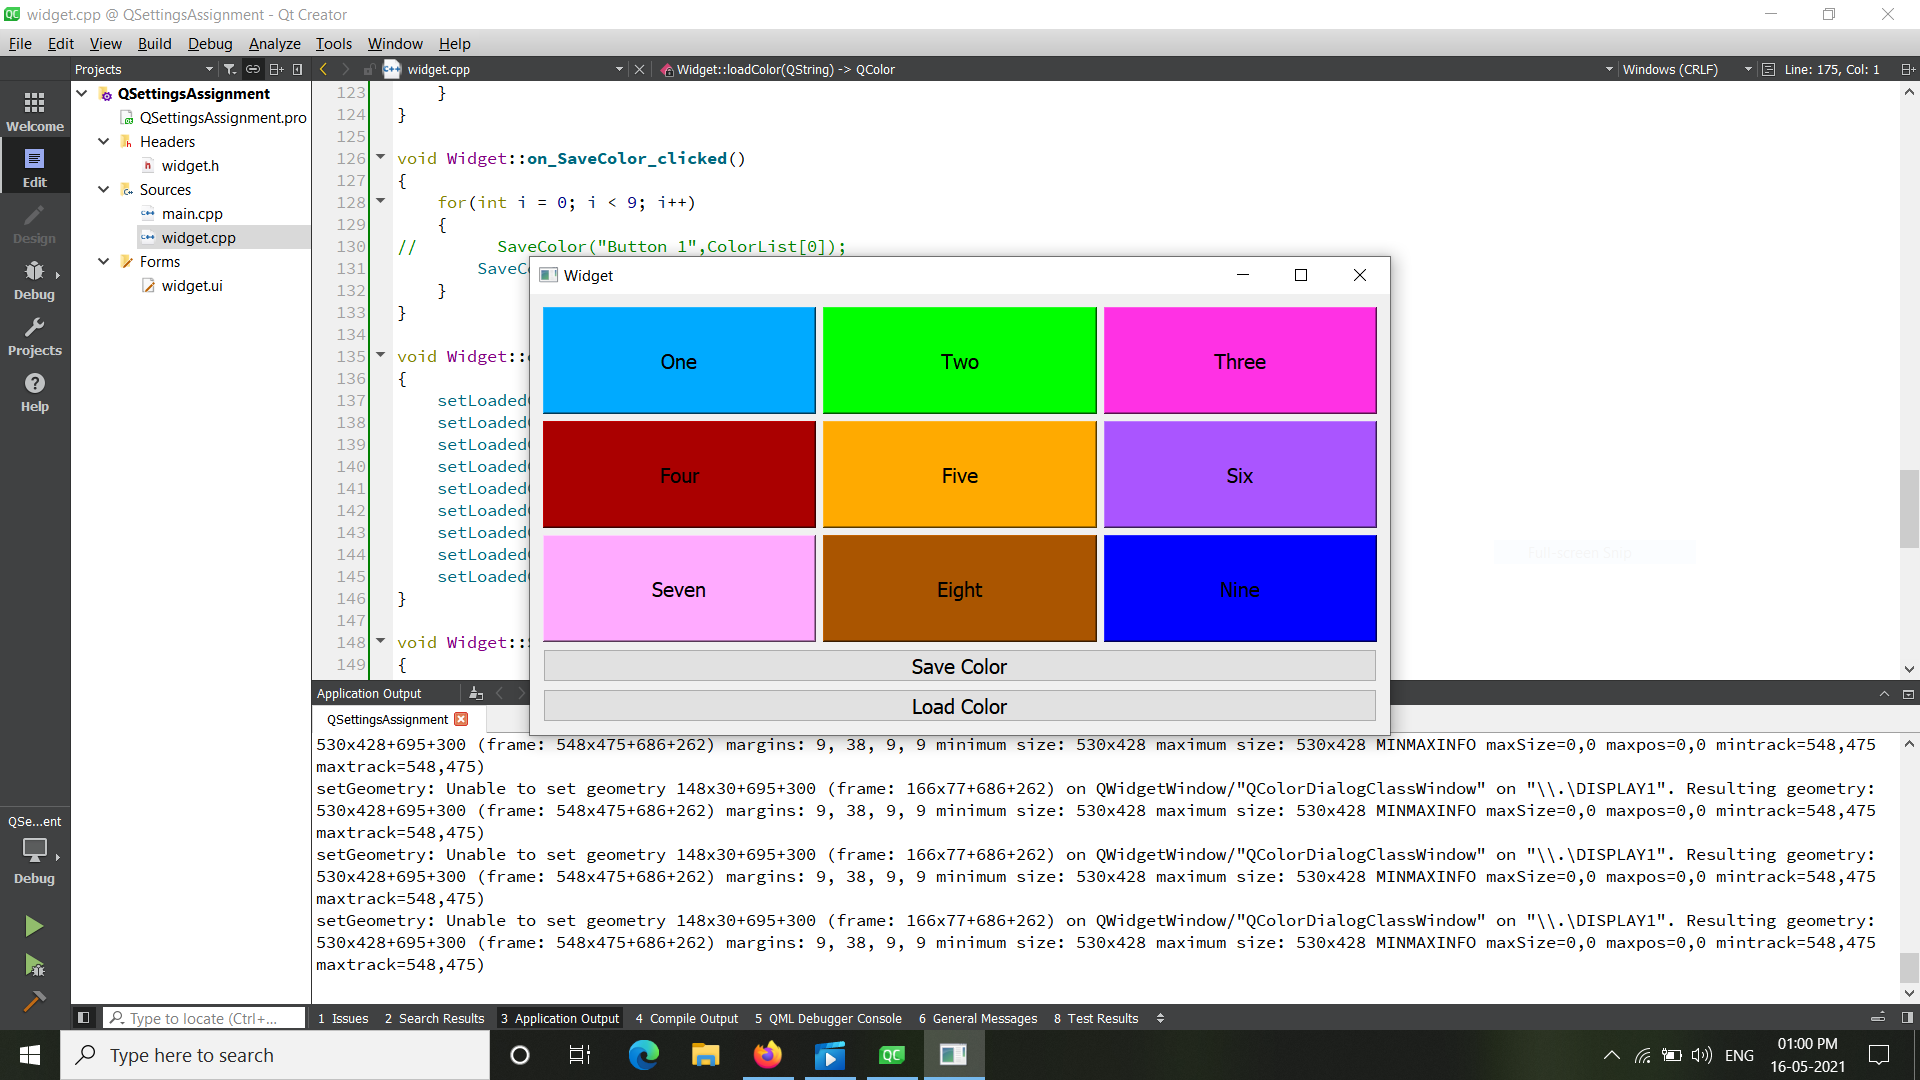 widget.cpp @ QSettingsAssignment - Qt Creator
File Edit View Build Debug Analyze Tools Window Help
Projects
widget.cpp
Widget::loadColor(QString) -> QColor
Windows (CRLF)
Line: 175, Col: 1
Welcome
Edit
Design
Debug
Projects
Help
QSe...ent
Debug
QSettingsAssignment
QSettingsAssignment.pro
Headers
widget.h
Sources
main.cpp
widget.cpp
Forms
widget.ui
123 }
124 }
125
126 void Widget::on_SaveColor_clicked()
127 {
128 for(int i = 0; i < 9; i++)
129 {
130 // SaveColor("Button 1",ColorList[0]);
131 SaveC
132 }
133 }
134
135 void Widget::
136 {
137 setLoaded
138 setLoaded
139 setLoaded
140 setLoaded
141 setLoaded
142 setLoaded
143 setLoaded
144 setLoaded
145 setLoaded
146 }
147
148 void Widget::
149 {
Widget
One Two Three
Four Five Six
Seven Eight Nine
Save Color
Load Color
Full-screen Snip
Application Output
QSettingsAssignment
530x428+695+300 (frame: 548x475+686+262) margins: 9, 38, 9, 9 minimum size: 530x428 maximum size: 530x428 MINMAXINFO maxSize=0,0 maxpos=0,0 mintrack=548,475
maxtrack=548,475)
setGeometry: Unable to set geometry 148x30+695+300 (frame: 166x77+686+262) on QWidgetWindow/"QColorDialogClassWindow" on "\\.\DISPLAY1". Resulting geometry:
530x428+695+300 (frame: 548x475+686+262) margins: 9, 38, 9, 9 minimum size: 530x428 maximum size: 530x428 MINMAXINFO maxSize=0,0 maxpos=0,0 mintrack=548,475
maxtrack=548,475)
setGeometry: Unable to set geometry 148x30+695+300 (frame: 166x77+686+262) on QWidgetWindow/"QColorDialogClassWindow" on "\\.\DISPLAY1". Resulting geometry:
530x428+695+300 (frame: 548x475+686+262) margins: 9, 38, 9, 9 minimum size: 530x428 maximum size: 530x428 MINMAXINFO maxSize=0,0 maxpos=0,0 mintrack=548,475
maxtrack=548,475)
setGeometry: Unable to set geometry 148x30+695+300 (frame: 166x77+686+262) on QWidgetWindow/"QColorDialogClassWindow" on "\\.\DISPLAY1". Resulting geometry:
530x428+695+300 (frame: 548x475+686+262) margins: 9, 38, 9, 9 minimum size: 530x428 maximum size: 530x428 MINMAXINFO maxSize=0,0 maxpos=0,0 mintrack=548,475
maxtrack=548,475)
Type to locate (Ctrl+...
1 Issues 2 Search Results 3 Application Output 4 Compile Output 5 QML Debugger Console 6 General Messages 8 Test Results
Type here to search
ENG
01:00 PM
16-05-2021